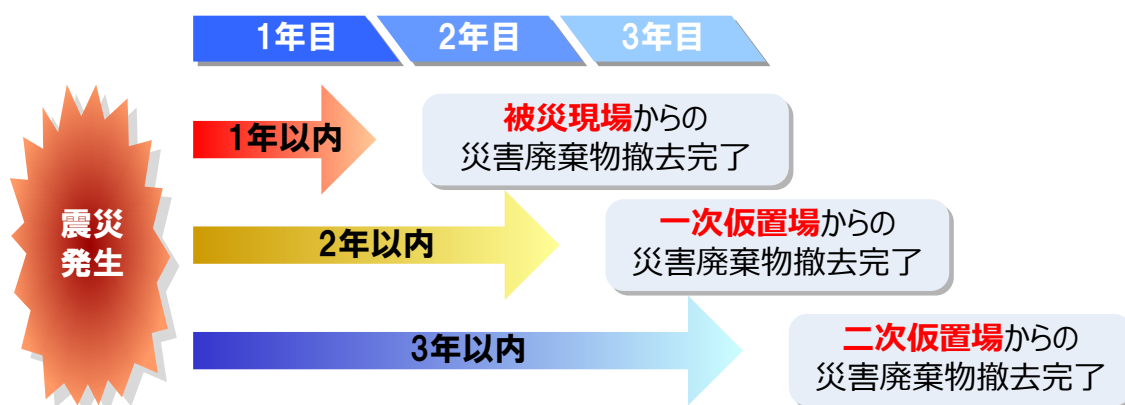 1年目 2年目 3年目
震災
発生
1年以内
被災現場からの
災害廃棄物撤去完了
2年以内
一次仮置場からの
災害廃棄物撤去完了
3年以内
二次仮置場からの
災害廃棄物撤去完了